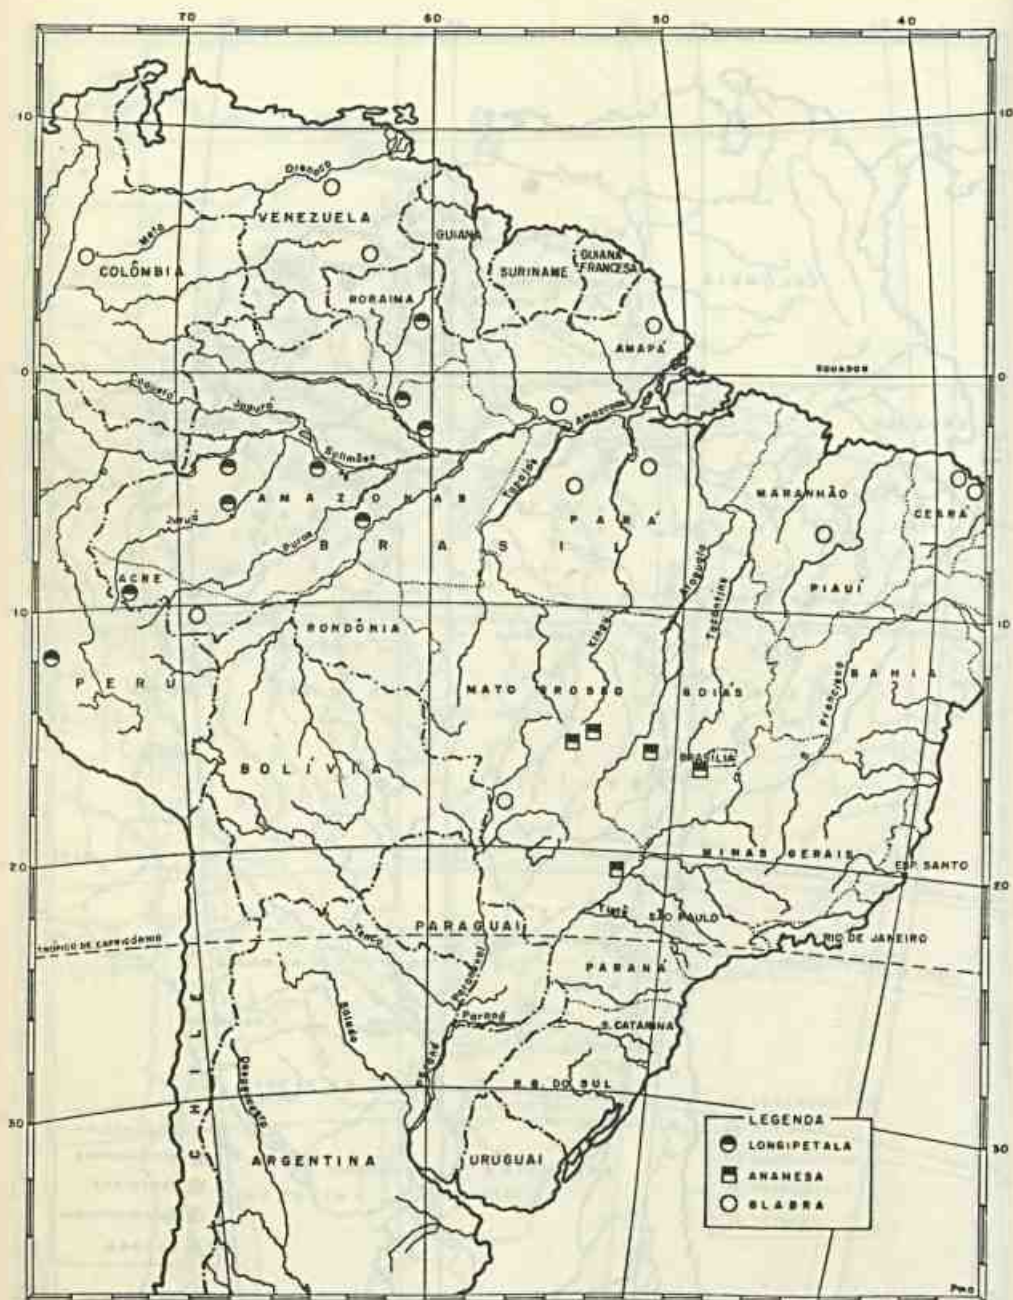 70
60
50
40
10
10
Orenoco
VENEZUELA
GUIANA
Meta
COLÔMBIA
SURINAME
GUIANA
FRANCESA
RORAIMA
AMAPÁ
0
EQUADOR
0
Caquetá
Japurá
Amazonas
Solimões
AMAZONAS
Tapajós
MARANHÃO
CEARÁ
Juruá
Purus
PARÁ
BRASIL
Araguaia
ACRE
PIAUÍ
10
10
RONDÔNIA
Tocantins
Xingu
PERU
MATO GROSSO
GOIÁS
S. Francisco
BAHIA
BOLÍVIA
BRASÍLIA
20
MINAS GERAIS
ESP. SANTO
20
Tietê
SÃO PAULO
PARAGUAI
TRÓPICO DE CAPRICÓRNIO
RIO DE JANEIRO
PARANÁ
Paraguai
Salado
Paraná
S. CATARINA
Paraná
CHILE
R. G. DO SUL
30
LEGENDA
LONGIPETALA
30
ARGENTINA
URUGUAI
ANANESA
GLABRA